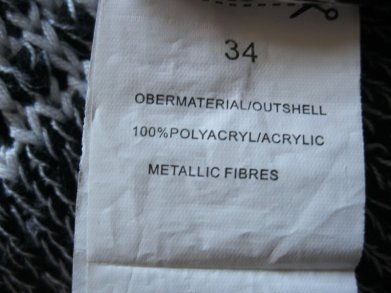 34
OBERMATERIAL/OUTSHELL
100%POLYACRYL/ACRYLIC
METALLIC FIBRES